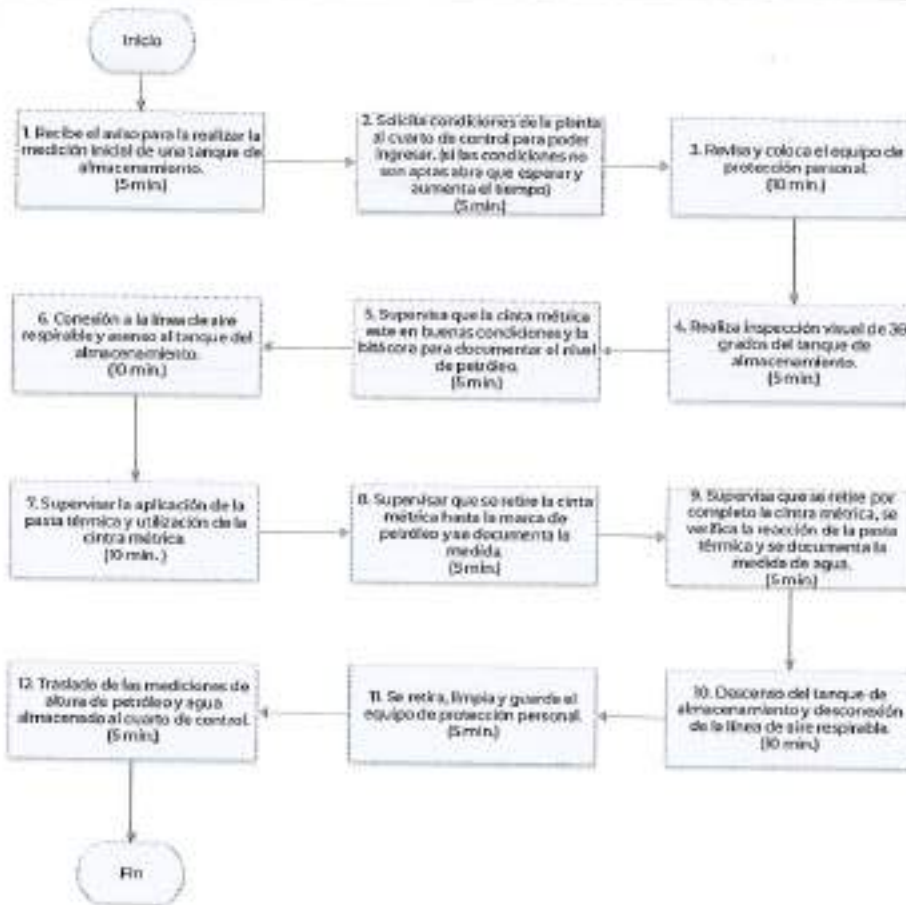 Inicio
1. Recibe el aviso para la realizar la
medición inicial de una tanque de
almacenamiento.
(5 min.)
2. Solicita condiciones de la planta
al cuarto de control para poder
ingresar. (si las condiciones no
son aptas abra que esperar y
aumenta el tiempo)
(5 min.)
3. Revisa y coloca el equipo de
protección personal.
(10 min.)
4. Realiza inspección visual de 36
grados del tanque de
almacenamiento.
(5 min.)
5. Supervisa que la cinta métrica
este en buenas condiciones y la
bitácora para documentar el nivel
de petróleo.
(5 min.)
6. Conexión a la línea de aire
respirable y asenso al tanque del
almacenamiento.
(10 min.)
7. Supervisar la aplicación de la
pasta térmica y utilización de la
cintra métrica
(10 min. )
8. Supervisar que se retire la cinta
métrica hasta la marca de
petróleo y se documenta la
medida.
(5 min.)
9. Supervisa que se retire por
completo la cintra métrica, se
verifica la reacción de la pasta
térmica y se documenta la
medida de agua.
(5 min.)
10. Descenso del tanque de
almacenamiento y desconexión
de la línea de aire respirable.
(10 min.)
11. Se retira, limpia y guarda el
equipo de protección personal.
(5 min.)
12. Traslado de las mediciones de
altura de petróleo y agua
almacenado al cuarto de control.
(5 min.)
Fin